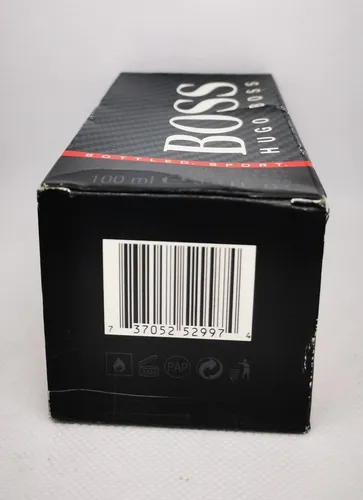 BOSS
HUGO BOSS
BOTTLED. SPORT.
100 ml
7 37052 52997 4
PAP